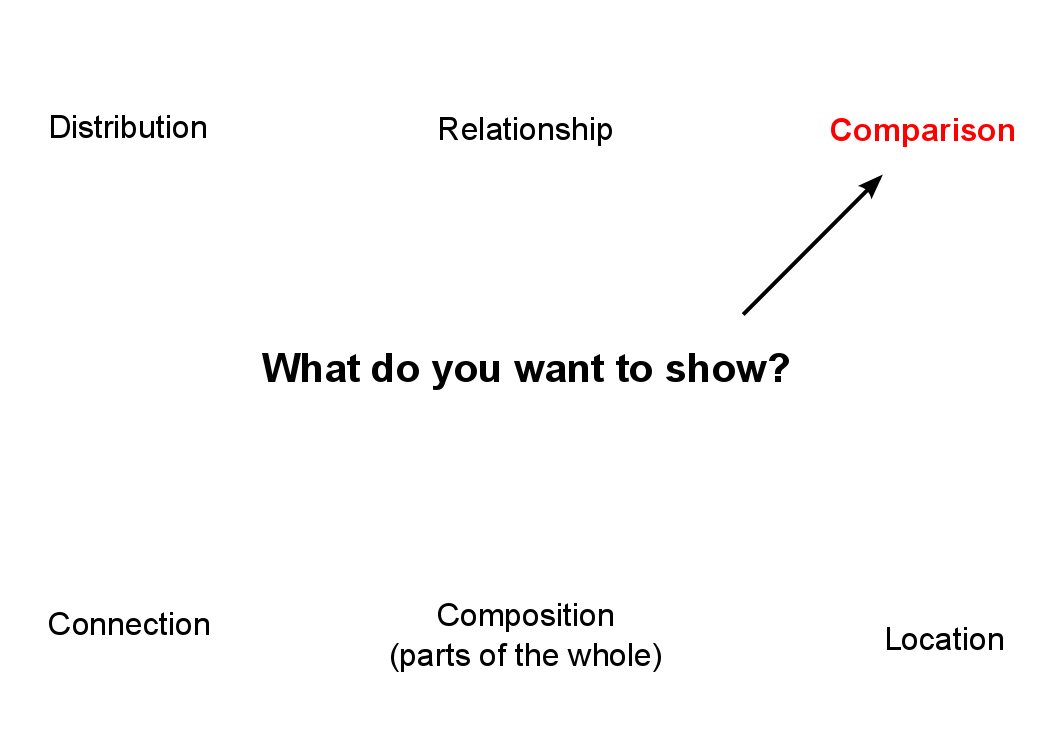 Distribution
Relationship
Comparison
What do you want to show?
Connection
Composition
(parts of the whole)
Location